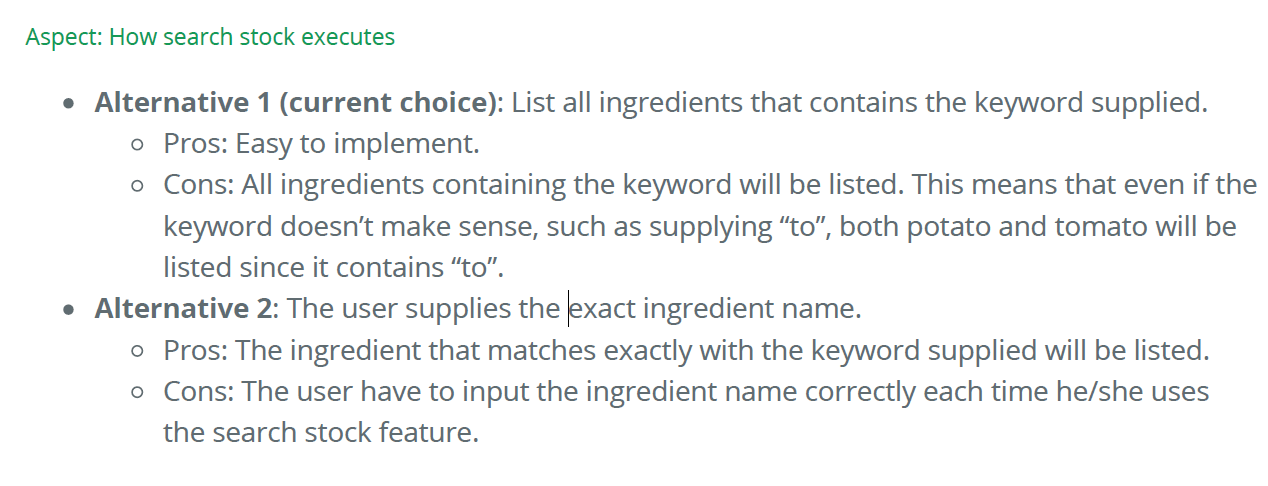 Aspect: How search stock executes
Alternative 1 (current choice): List all ingredients that contains the keyword supplied.
Pros: Easy to implement.
Cons: All ingredients containing the keyword will be listed. This means that even if the
keyword doesn’t make sense, such as supplying “to”, both potato and tomato will be
listed since it contains “to”.
Alternative 2: The user supplies the exact ingredient name.
Pros: The ingredient that matches exactly with the keyword supplied will be listed.
Cons: The user have to input the ingredient name correctly each time he/she uses
the search stock feature.